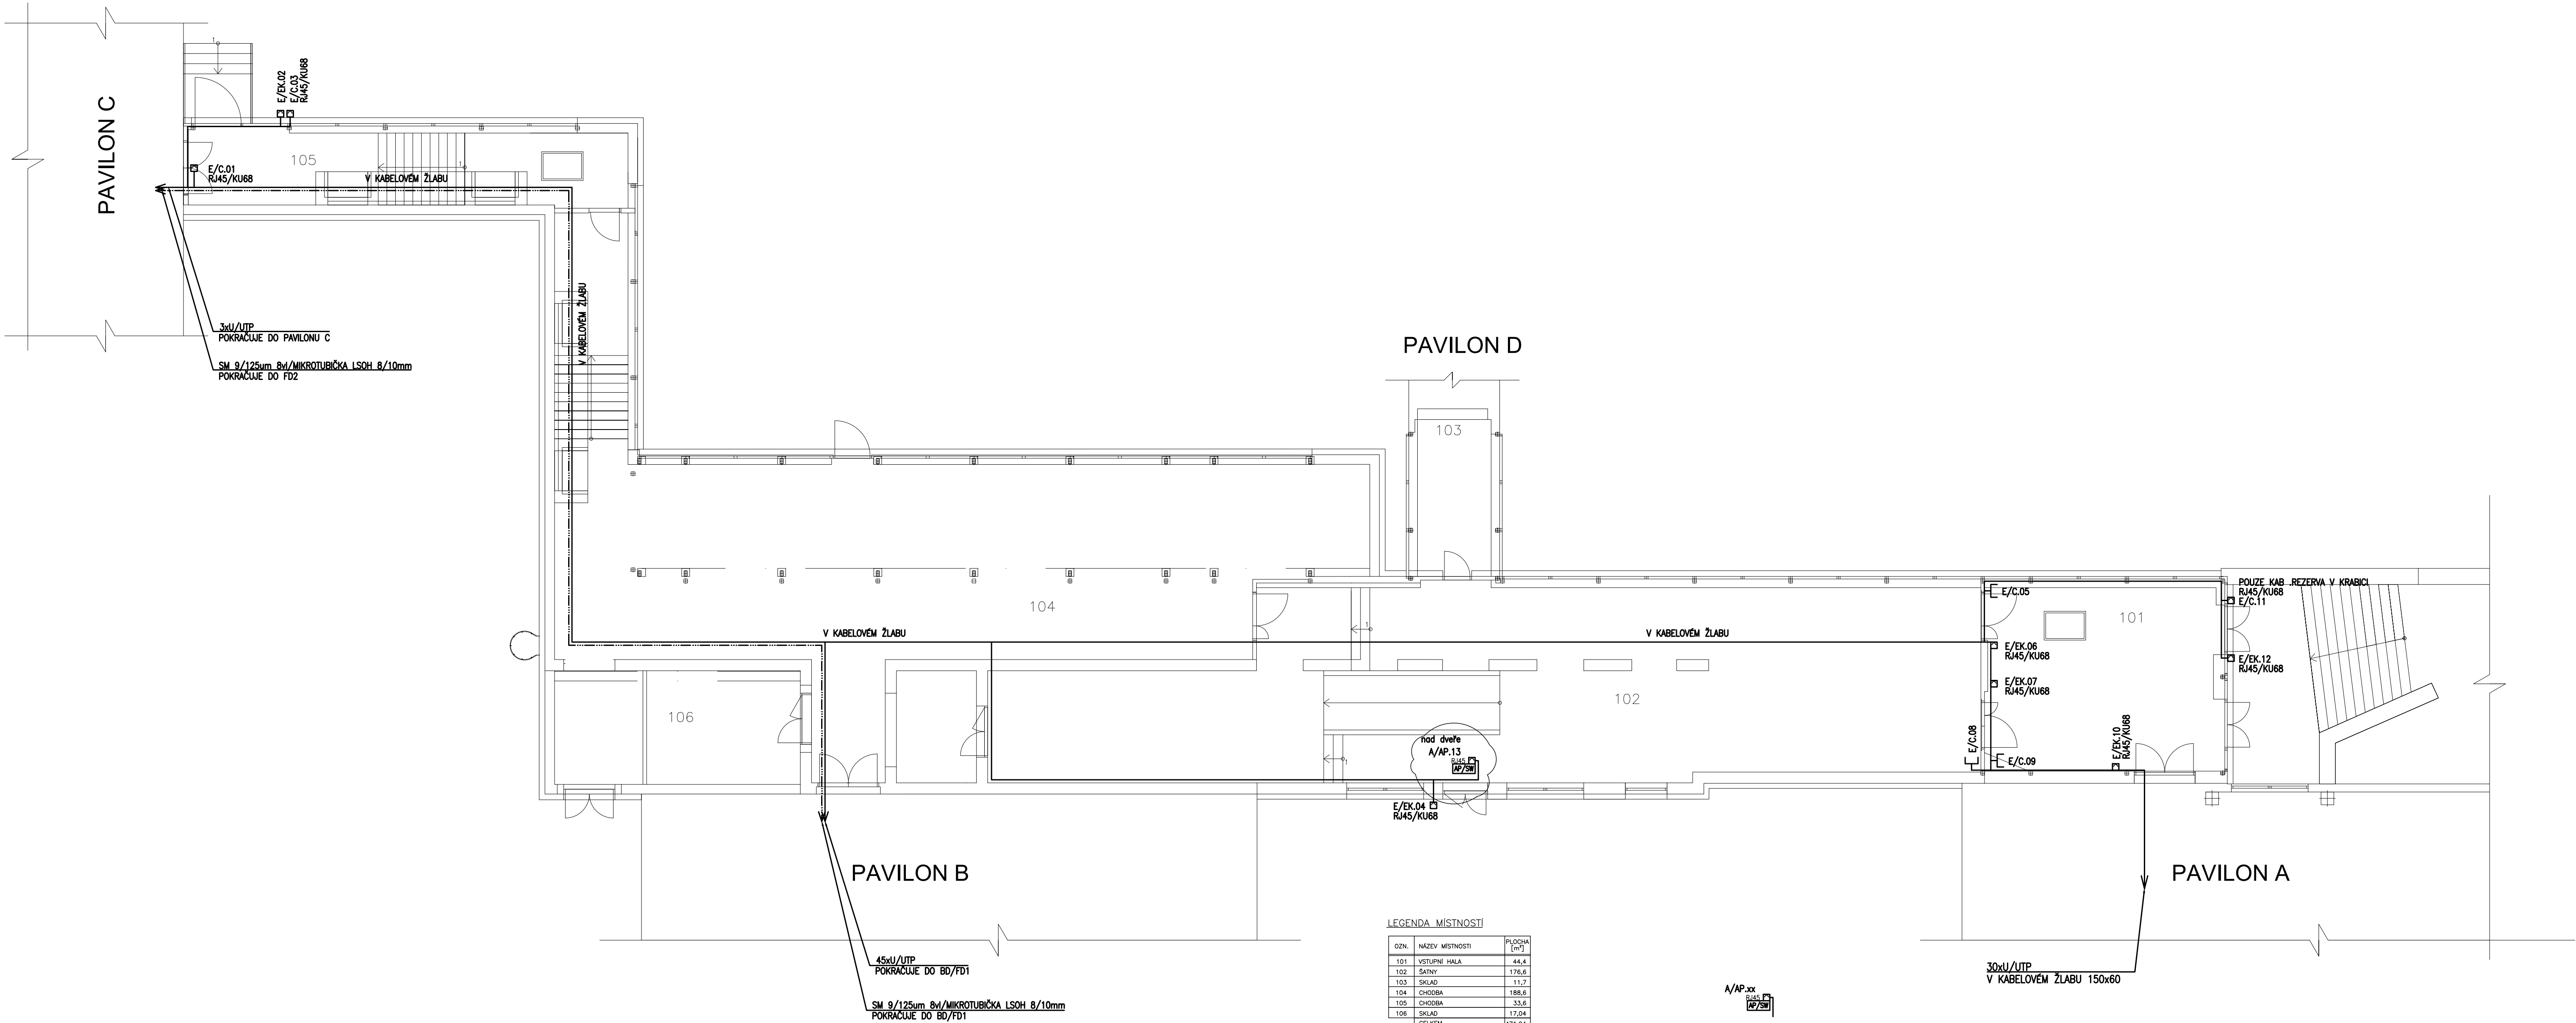 PAVILON C
1
E/EK.02
E/C.03
RJ45/KU68
105
1
E/C.01
RJ45/KU68
V KABELOVÉM ŽLABU
V KABELOVÉM ŽLABU
3xU/UTP
POKRAČUJE DO PAVILONU C
SM 9/125um 8vl/MIKROTUBIČKA LSOH 8/10mm
POKRAČUJE DO FD2
PAVILON D
103
104
V KABELOVÉM ŽLABU
1
V KABELOVÉM ŽLABU
E/C.05
101
POUZE KAB .REZERVA V KRABICI
RJ45/KU68
E/C.11
E/EK.06
RJ45/KU68
E/EK.12
RJ45/KU68
E/EK.07
RJ45/KU68
106
102
nad dveře
A/AP.13
RJ45
AP/SW
1
E/C.08
E/C.09
E/EK.10
RJ45/KU68
E/EK.04
RJ45/KU68
PAVILON B
PAVILON A
45xU/UTP
POKRAČUJE DO BD/FD1
SM 9/125um 8vl/MIKROTUBIČKA LSOH 8/10mm
POKRAČUJE DO BD/FD1
30xU/UTP
V KABELOVÉM ŽLABU 150x60
LEGENDA MÍSTNOSTÍ
OZN. NÁZEV MÍSTNOSTI PLOCHA [m²]
101 VSTUPNÍ HALA 44,4
102 ŠATNY 176,6
103 SKLAD 11,7
104 CHODBA 188,6
105 CHODBA 33,6
106 SKLAD 17,04
A/AP.xx
RJ45
AP/SW